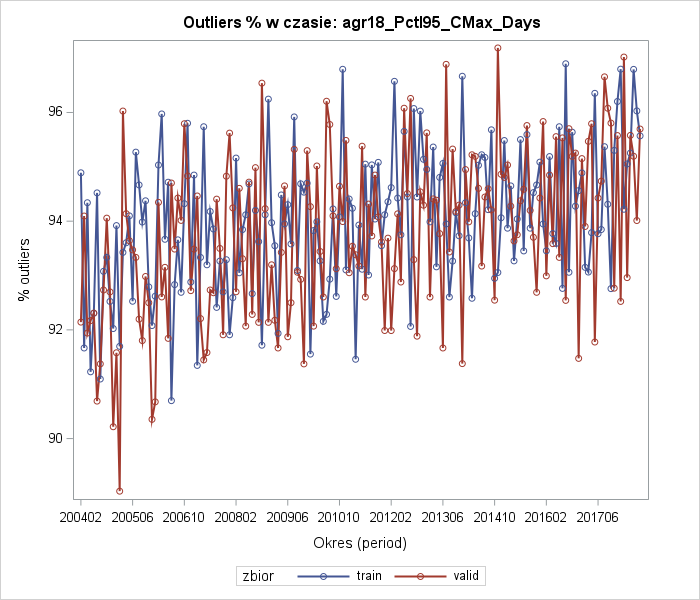 Outliers % w czasie: agr18_Pctl95_CMax_Days
% outliers
96
94
92
90
200402 200506 200610 200802 200906 201010 201202 201306 201410 201602 201706
Okres (period)
zbior train valid